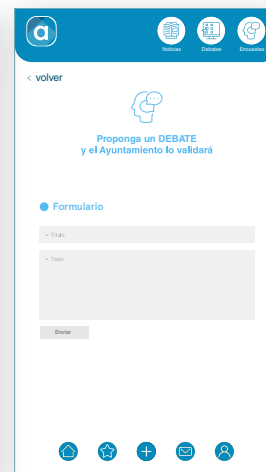 a
Noticias Debates Encuestas
< volver
Proponga un DEBATE
y el Ayuntamiento lo validará
Formulario
• Título
• Texto
Enviar